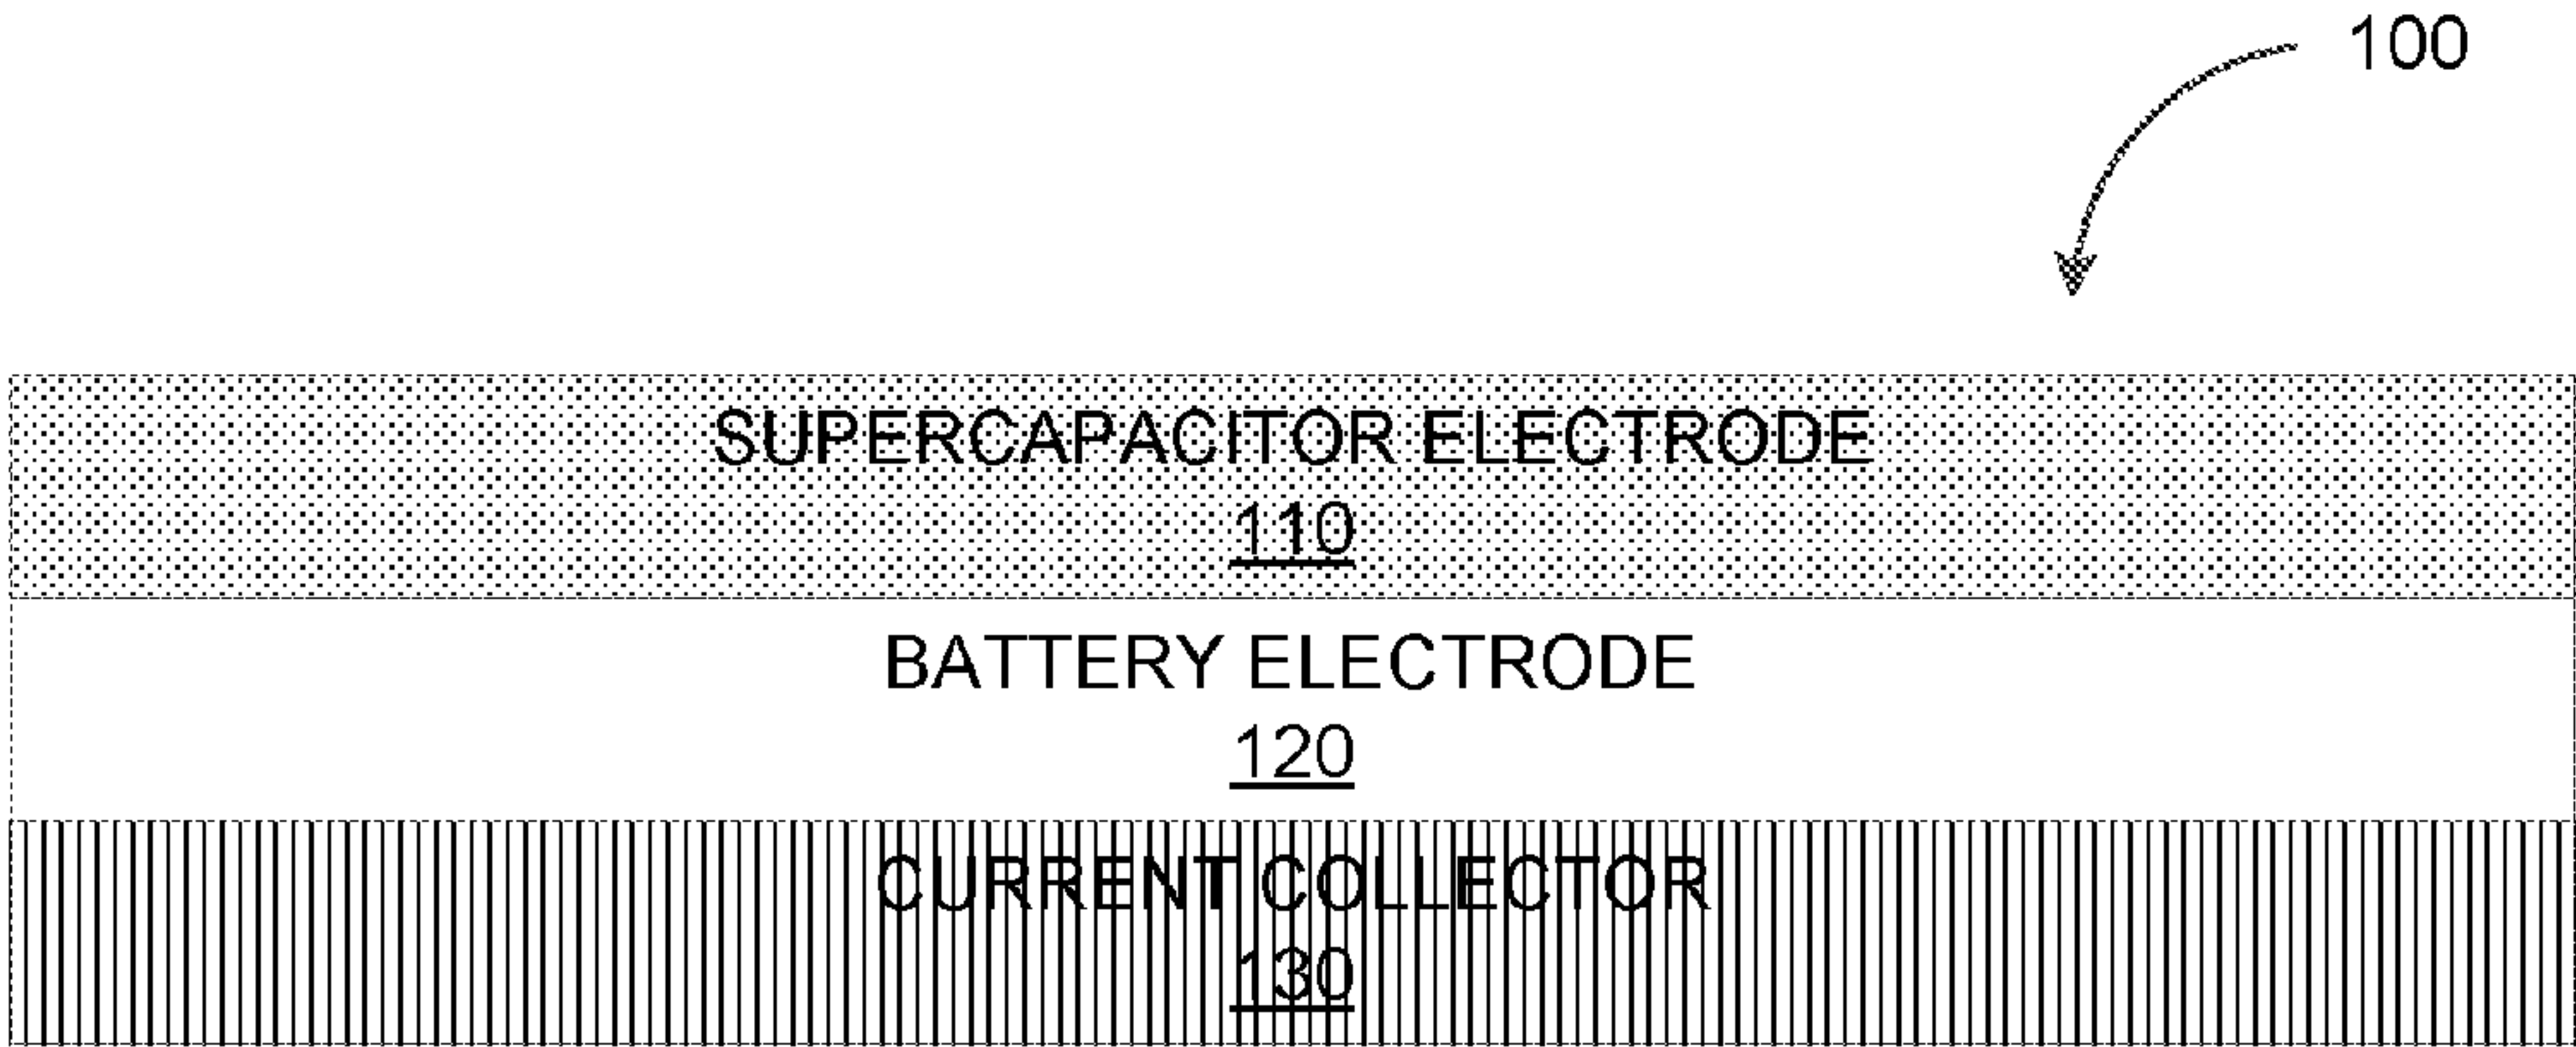 100
SUPERCAPACITOR ELECTRODE
110
BATTERY ELECTRODE
120
CURRENT COLLECTOR
130